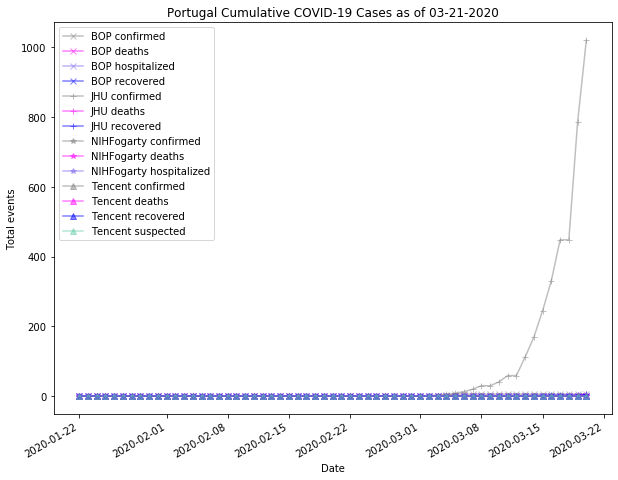 Portugal Cumulative COVID-19 Cases as of 03-21-2020
BOP confirmed
BOP deaths
BOP hospitalized
BOP recovered
JHU confirmed
JHU deaths
JHU recovered
NIHFogarty confirmed
NIHFogarty deaths
NIHFogarty hospitalized
Tencent confirmed
Tencent deaths
Tencent recovered
Tencent suspected
Total events
1000
800
600
400
200
0
2020-01-22
2020-02-01
2020-02-08
2020-02-15
2020-02-22
2020-03-01
2020-03-08
2020-03-15
2020-03-22
Date